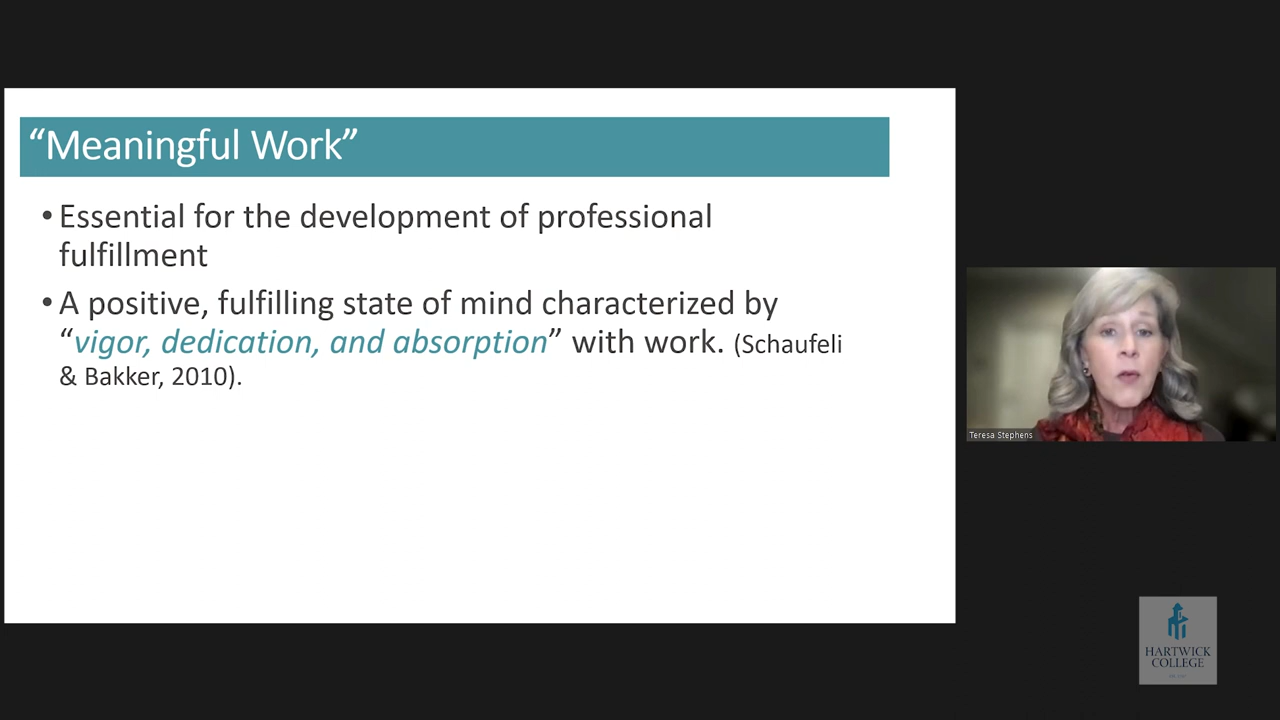 “Meaningful Work”
• Essential for the development of professional
fulfillment
• A positive, fulfilling state of mind characterized by
“vigor, dedication, and absorption” with work. (Schaufeli
& Bakker, 2010).
Teresa Stephens
HARTWICK
COLLEGE